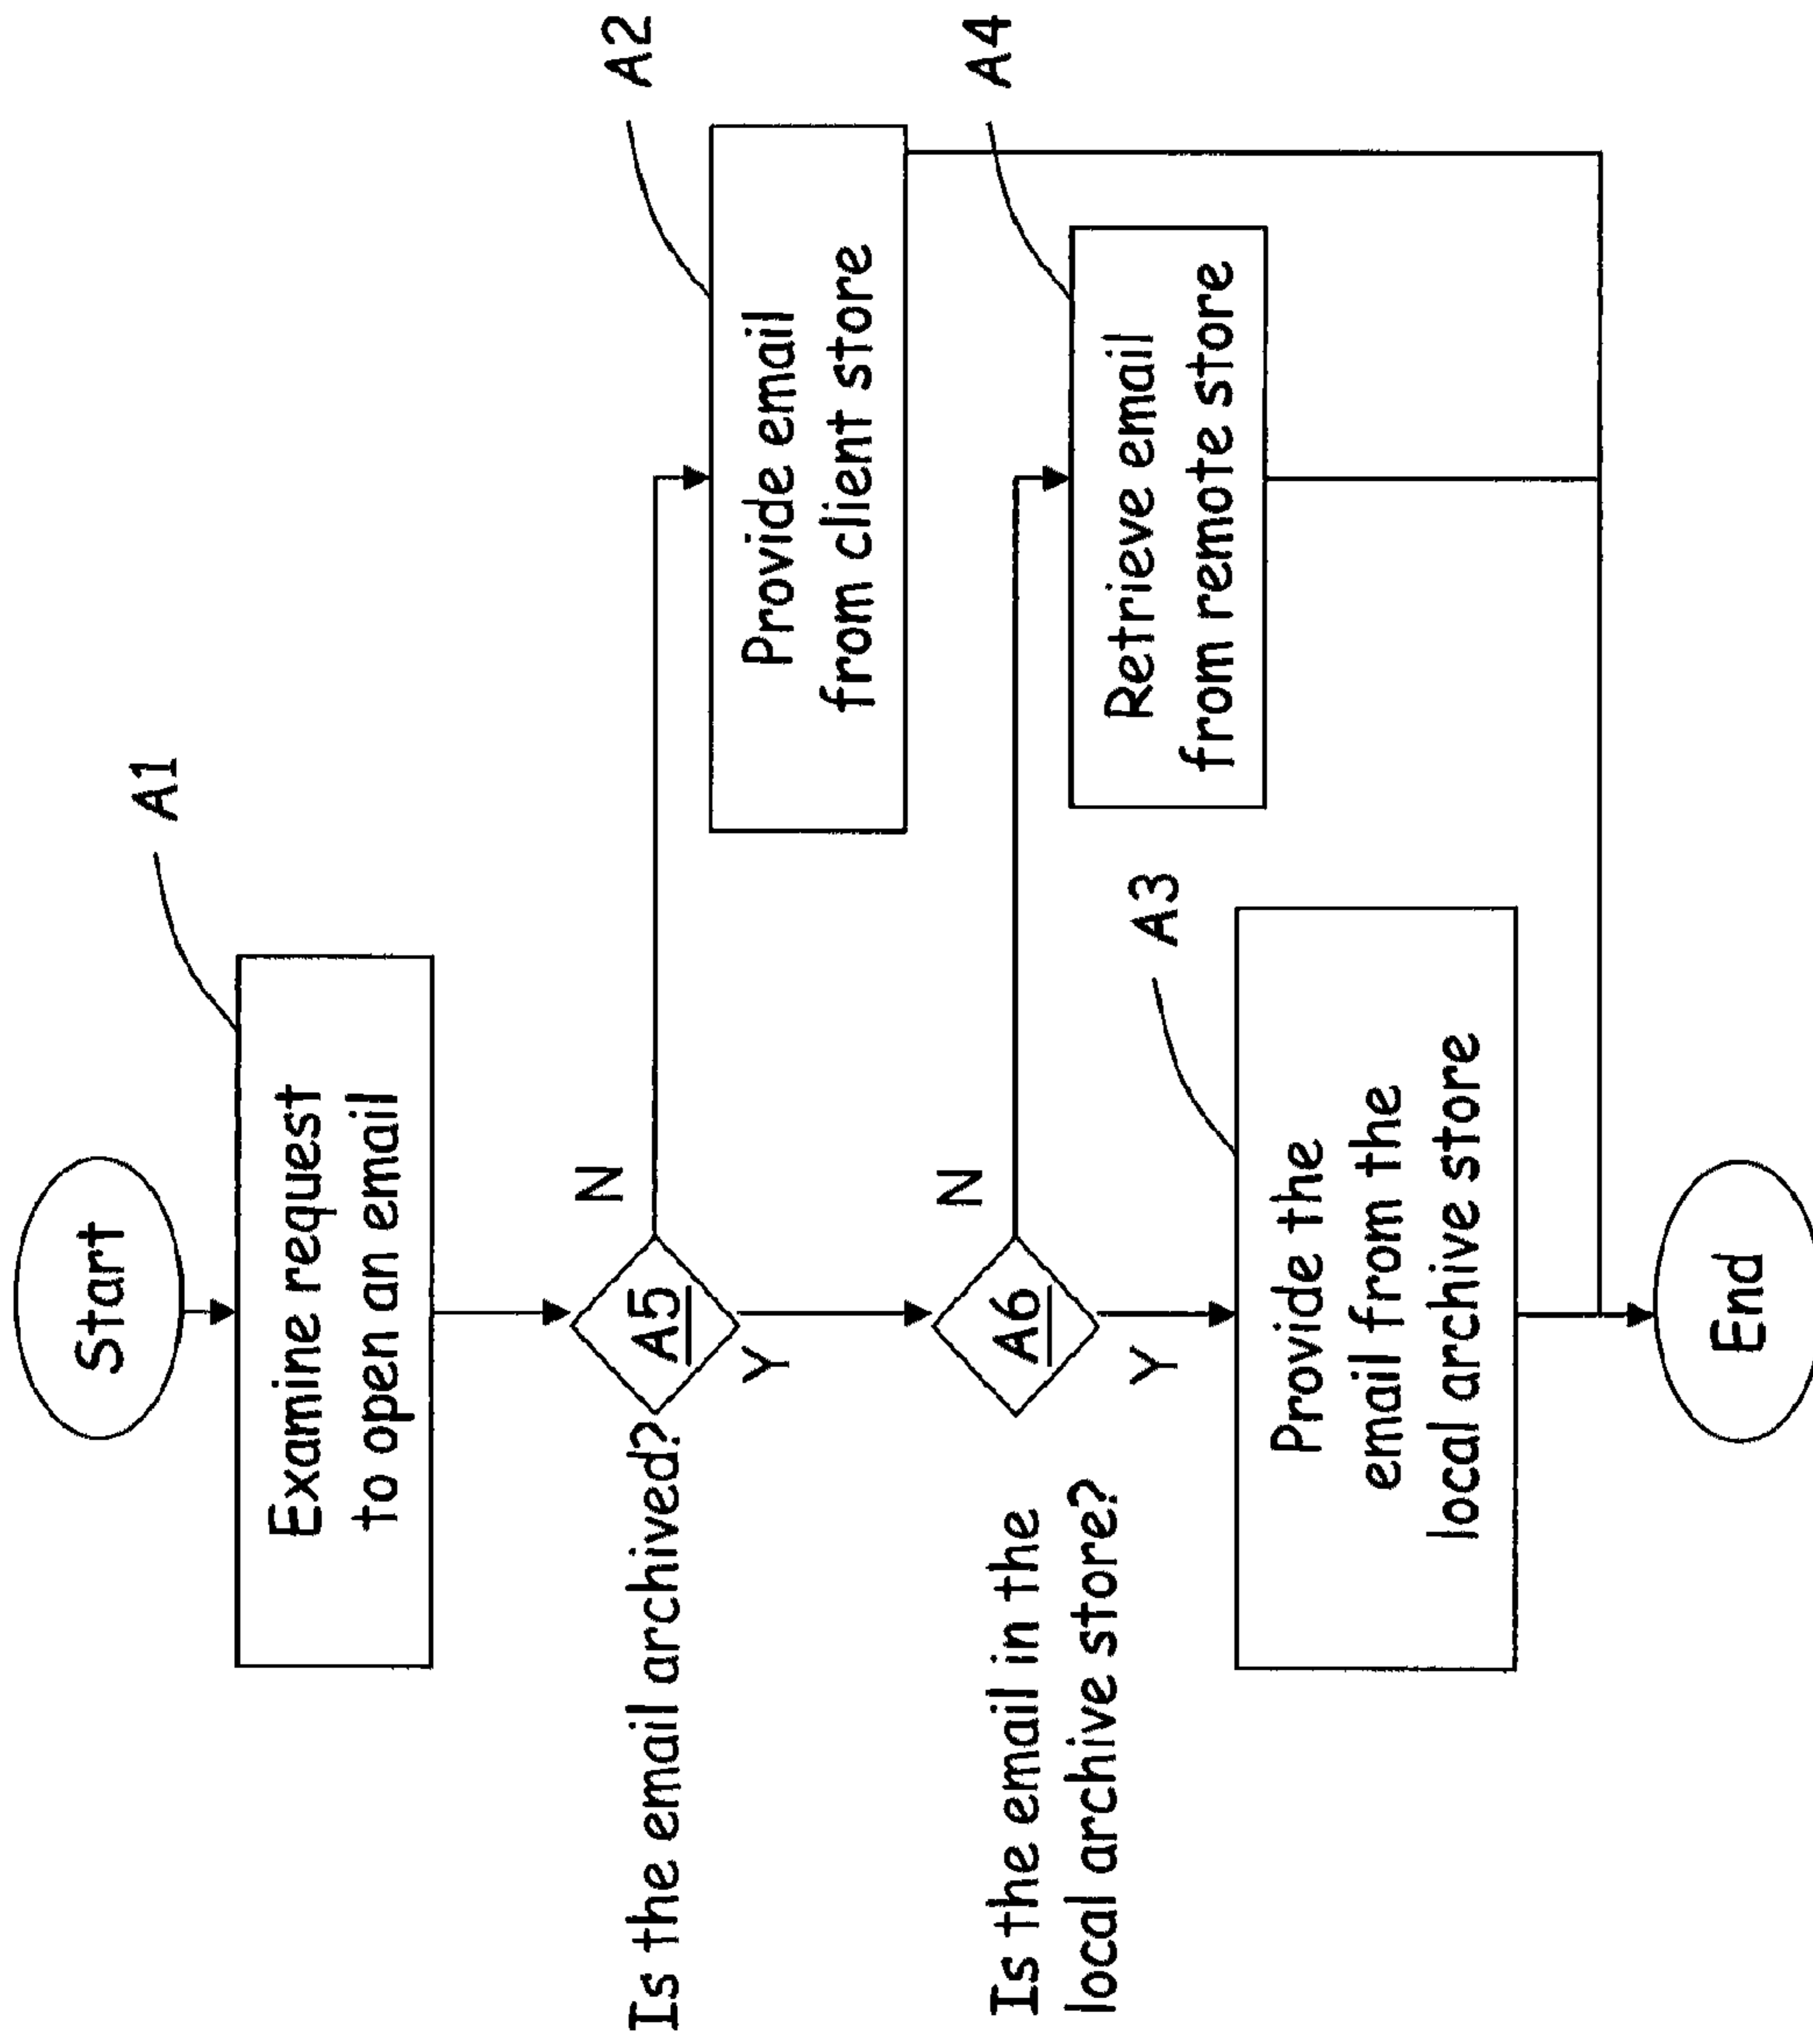 Start
A1
Examine request
to open an email
Is the email archived?
A5
N
Y
A2
Provide email
from client store
Is the email in the
local archive store?
A6
N
Y
A4
Retrieve email
from remote store
A3
Provide the
email from the
local archive store
End